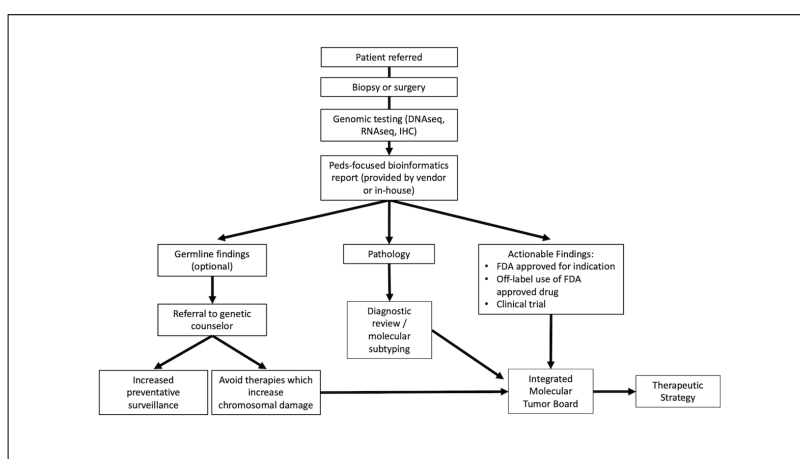 Patient referred
Biopsy or surgery
Genomic testing (DNAseq,
RNAseq, IHC)
Peds-focused bioinformatics
report (provided by vendor
or in-house)
Germline findings
(optional)
Pathology
Actionable Findings:
• FDA approved for indication
• Off-label use of FDA
approved drug
• Clinical trial
Referral to genetic
counselor
Diagnostic
review /
molecular
subtyping
Increased
preventative
surveillance
Avoid therapies which
increase
chromosomal damage
Integrated
Molecular
Tumor Board
Therapeutic
Strategy